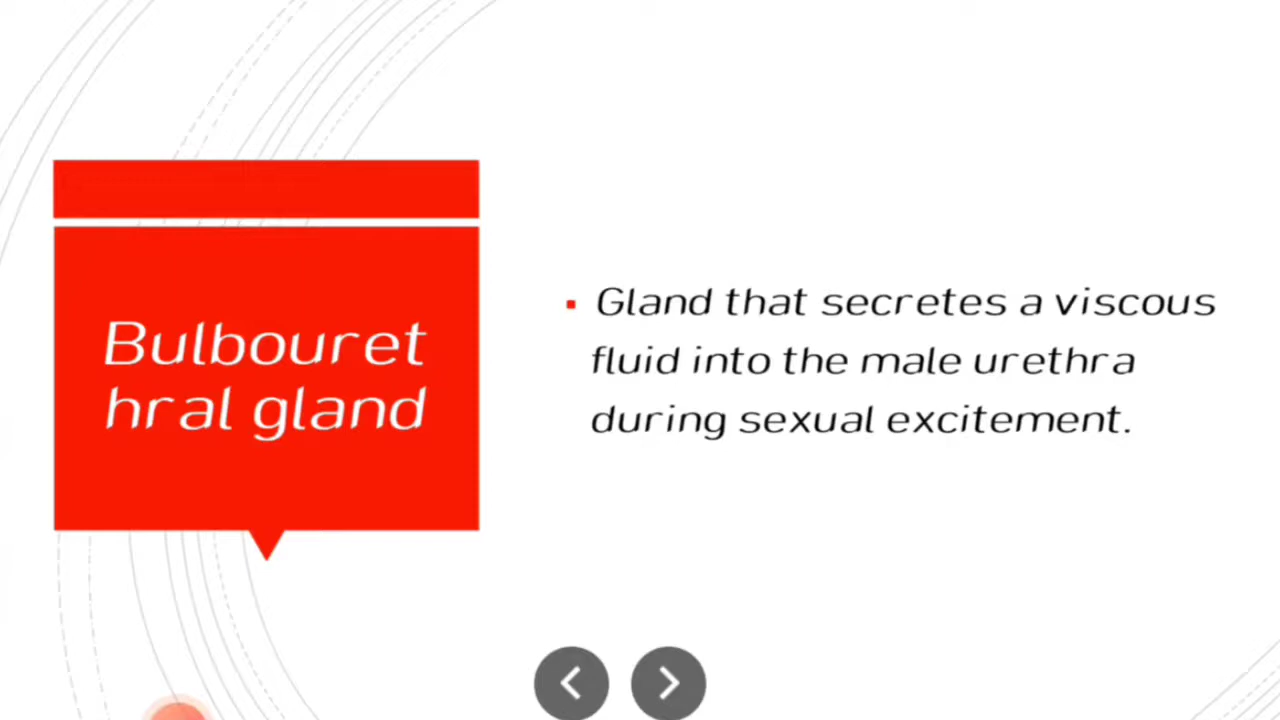 Bulbouret
hral gland
Gland that secretes a viscous
fluid into the male urethra
during sexual excitement.